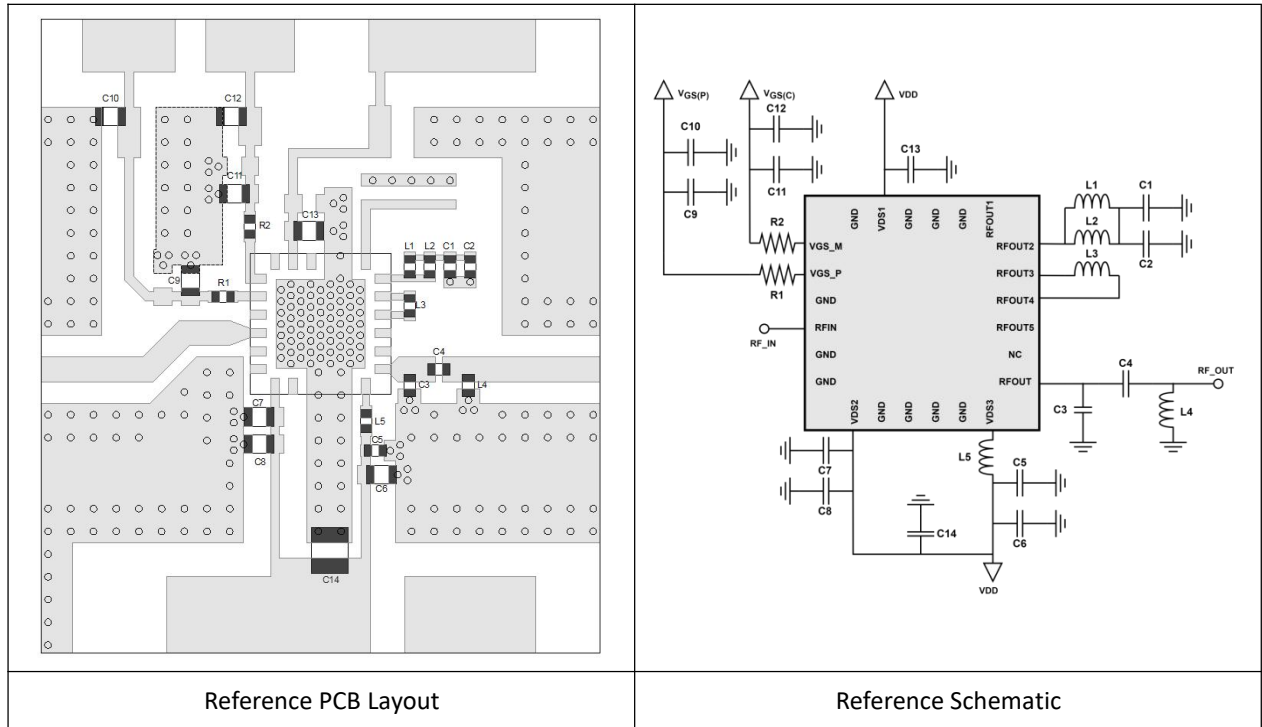 C10
C12
C11
R2
C13
C9
R1
L1 L2 C1 C2
L3
C4
C3
L4
C7
L5
C8
C5
C6
C14
Reference PCB Layout
VGS(P)
VGS(C)
VDD
C12
C10
C13
C11
C9
L1
C1
L2
C2
L3
R2
R1
GND
VDS1
GND
GND
GND
RFOUT1
VGS_M
VGS_P
GND
RFIN
GND
GND
RFOUT2
RFOUT3
RFOUT4
RFOUT5
NC
RFOUT
RF_IN
VDS2
GND
GND
GND
GND
VDS3
C4
RF_OUT
C3
L4
L5
C7
C5
C8
C14
C6
VDD
Reference Schematic